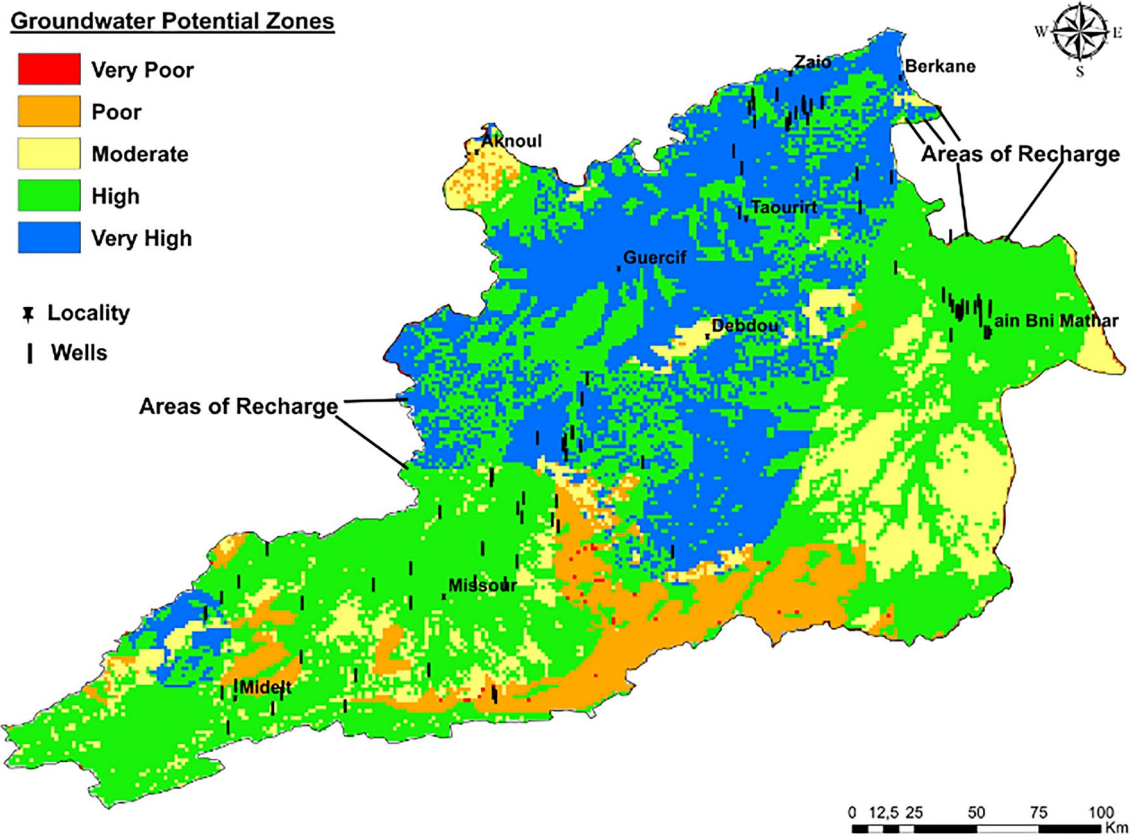 Groundwater Potential Zones
Very Poor
Poor
Moderate
High
Very High
Locality
Wells
N
W E
S
Zaio
Berkane
Aknoul
Areas of Recharge
Taourirt
Guercif
ain Bni Mathar
Debdou
Areas of Recharge
Missour
Midelt
0 12,5 25 50 75 100
Km